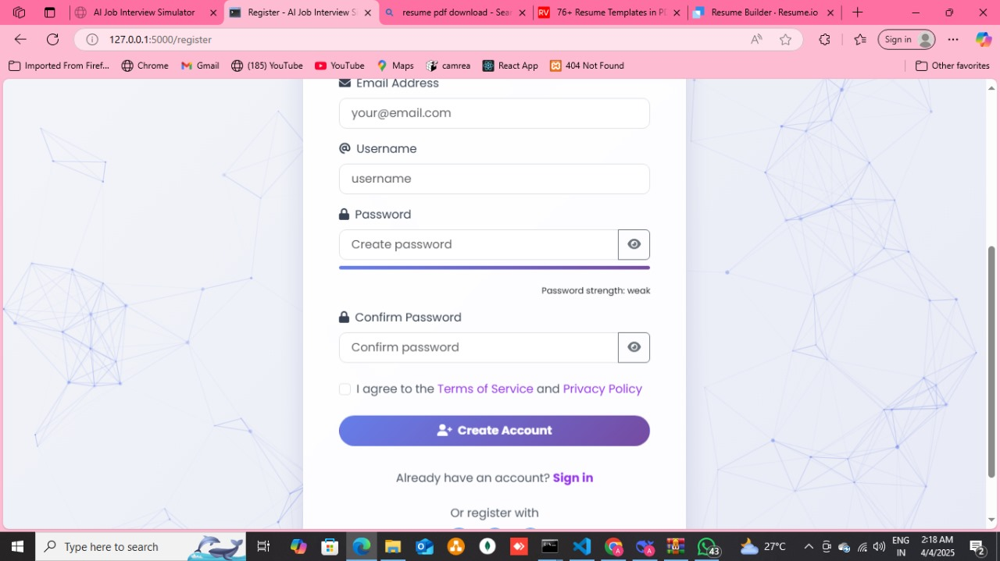 AI Job Interview Simulator
Register - AI Job Interview Si
resume pdf download - Sear
76+ Resume Templates in PD
Resume Builder · Resume.io
127.0.0.1:5000/register
Sign in
Imported From Firef...
Chrome
Gmail
(185) YouTube
YouTube
Maps
camrea
React App
404 Not Found
Other favorites
Email Address
your@email.com
@ Username
username
Password
Create password
Password strength: weak
Confirm Password
Confirm password
I agree to the Terms of Service and Privacy Policy
Create Account
Already have an account? Sign in
Or register with
Type here to search
43
27°C
ENG
IN
2:18 AM
4/4/2025
2